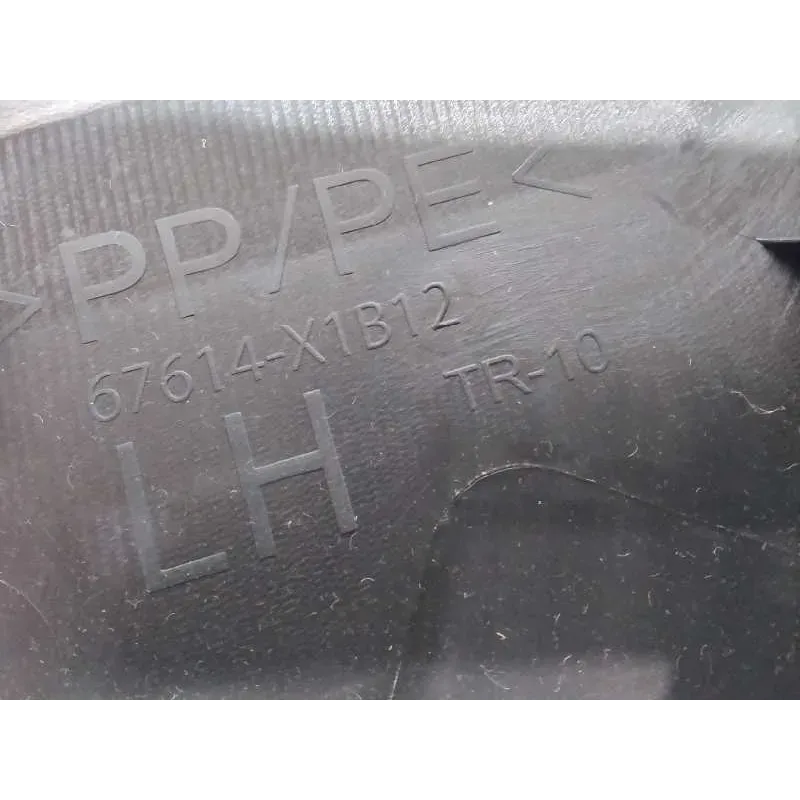 >PP/PE<
67614-X1B12
TR-10
LH